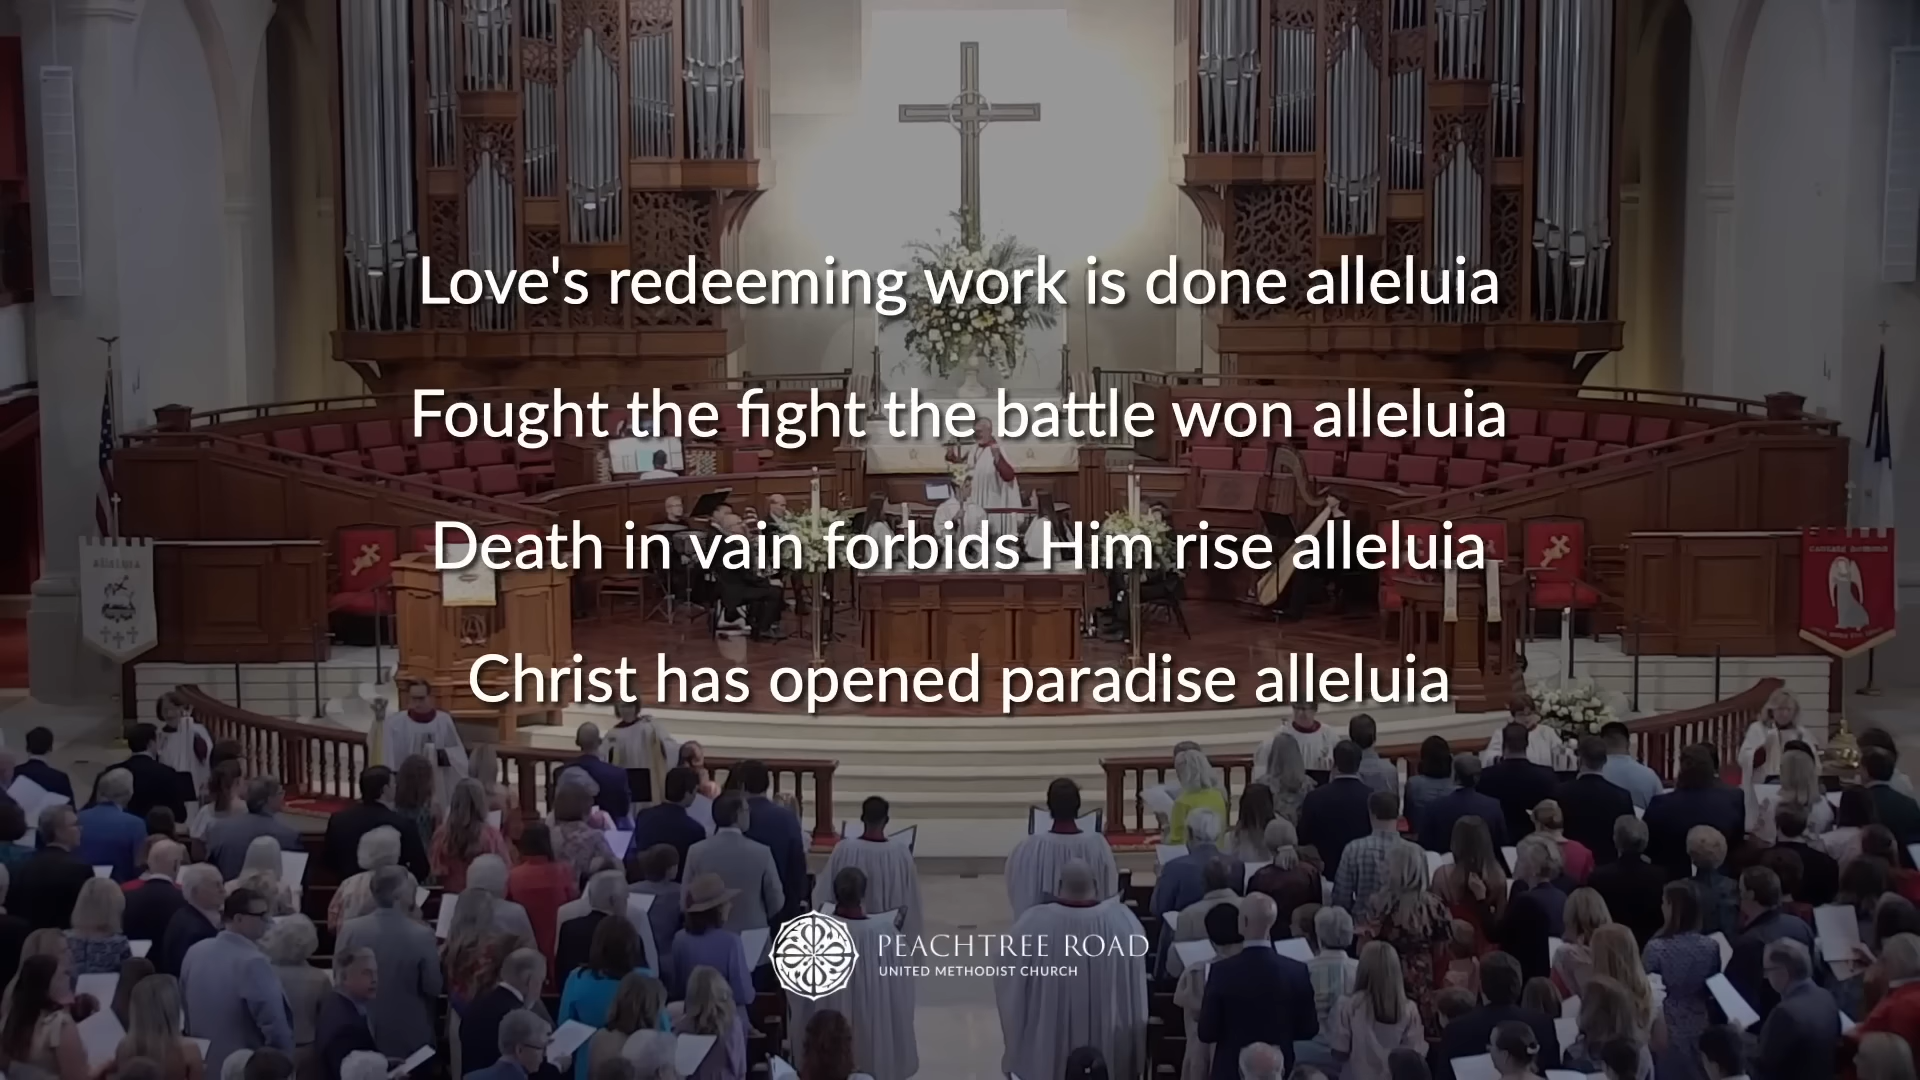 Love's redeeming work is done alleluia
Fought the fight the battle won alleluia
Death in vain forbids Him rise alleluia
Christ has opened paradise alleluia
PEACHTREE ROAD
UNITED METHODIST CHURCH